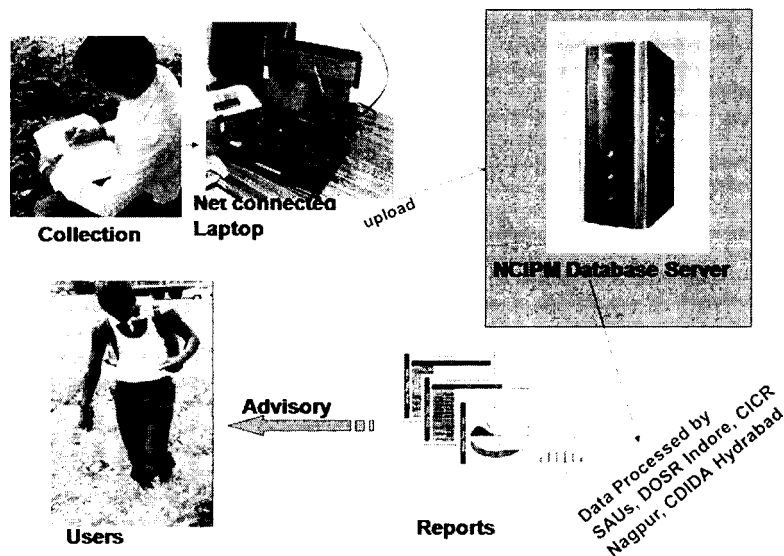 Collection
Net connected
Laptop
upload
NCIPM Database Server
Data Processed by
SAUs, DOSR Indore, CICR
Nagpur, CDIDA Hydrabad
Reports
Advisory
Users